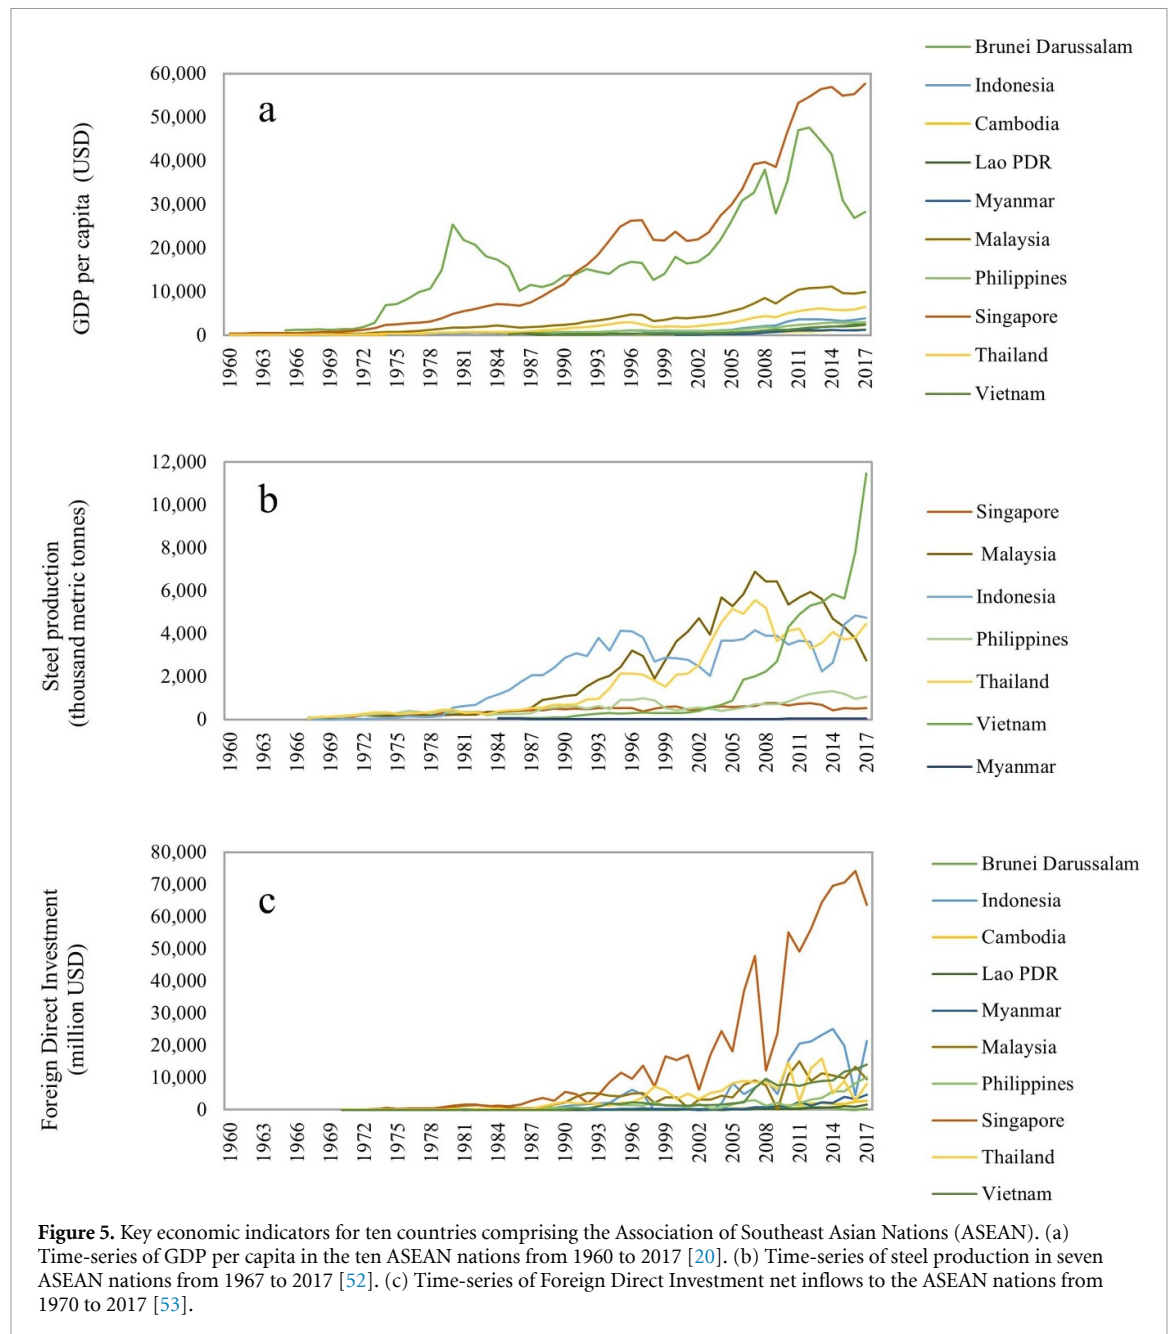 a
GDP per capita (USD)
60,000
50,000
40,000
30,000
20,000
10,000
0
1960
1963
1966
1969
1972
1975
1978
1981
1984
1987
1990
1993
1996
1999
2002
2005
2008
2011
2014
2017
Brunei Darussalam
Indonesia
Cambodia
Lao PDR
Myanmar
Malaysia
Philippines
Singapore
Thailand
Vietnam
b
Steel production
(thousand metric tonnes)
12,000
10,000
8,000
6,000
4,000
2,000
0
1960
1963
1966
1969
1972
1975
1978
1981
1984
1987
1990
1993
1996
1999
2002
2005
2008
2011
2014
2017
Singapore
Malaysia
Indonesia
Philippines
Thailand
Vietnam
Myanmar
c
Foreign Direct Investment
(million USD)
80,000
70,000
60,000
50,000
40,000
30,000
20,000
10,000
0
1960
1963
1966
1969
1972
1975
1978
1981
1984
1987
1990
1993
1996
1999
2002
2005
2008
2011
2014
2017
Brunei Darussalam
Indonesia
Cambodia
Lao PDR
Myanmar
Malaysia
Philippines
Singapore
Thailand
Vietnam
Figure 5. Key economic indicators for ten countries comprising the Association of Southeast Asian Nations (ASEAN). (a)
Time-series of GDP per capita in the ten ASEAN nations from 1960 to 2017 [20]. (b) Time-series of steel production in seven
ASEAN nations from 1967 to 2017 [52]. (c) Time-series of Foreign Direct Investment net inflows to the ASEAN nations from
1970 to 2017 [53].